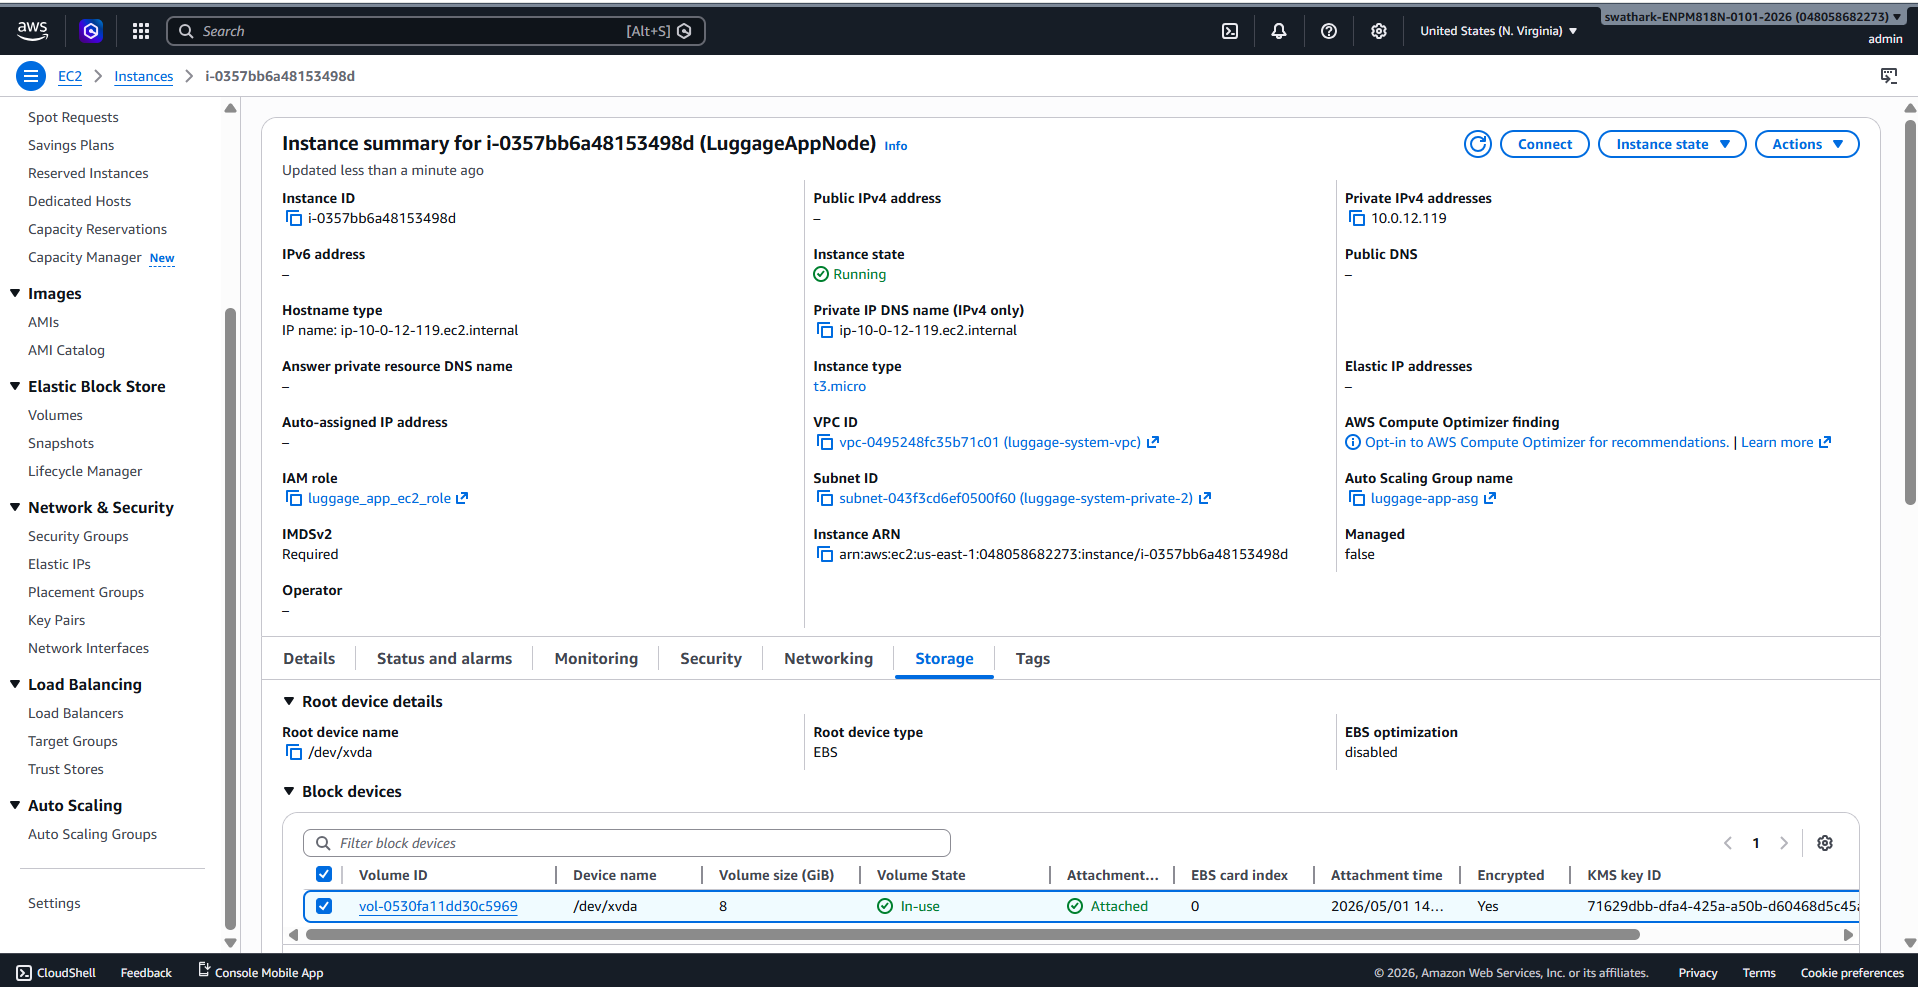 aws
Search [Alt+S]
United States (N. Virginia)
swathark-ENPM818N-0101-2026 (048058682273)
admin
EC2 > Instances > i-0357bb6a48153498d
Spot Requests
Savings Plans
Reserved Instances
Dedicated Hosts
Capacity Reservations
Capacity Manager New
Images
AMIs
AMI Catalog
Elastic Block Store
Volumes
Snapshots
Lifecycle Manager
Network & Security
Security Groups
Elastic IPs
Placement Groups
Key Pairs
Network Interfaces
Load Balancing
Load Balancers
Target Groups
Trust Stores
Auto Scaling
Auto Scaling Groups
Settings
Instance summary for i-0357bb6a48153498d (LuggageAppNode) Info
Updated less than a minute ago
Connect
Instance state
Actions
Instance ID
i-0357bb6a48153498d
Public IPv4 address
–
Private IPv4 addresses
10.0.12.119
IPv6 address
–
Instance state
Running
Public DNS
–
Hostname type
IP name: ip-10-0-12-119.ec2.internal
Private IP DNS name (IPv4 only)
ip-10-0-12-119.ec2.internal
Answer private resource DNS name
–
Instance type
t3.micro
Elastic IP addresses
–
Auto-assigned IP address
–
VPC ID
vpc-0495248fc35b71c01 (luggage-system-vpc)
AWS Compute Optimizer finding
Opt-in to AWS Compute Optimizer for recommendations. | Learn more
IAM role
luggage_app_ec2_role
Subnet ID
subnet-043f3cd6ef0500f60 (luggage-system-private-2)
Auto Scaling Group name
luggage-app-asg
IMDSv2
Required
Instance ARN
arn:aws:ec2:us-east-1:048058682273:instance/i-0357bb6a48153498d
Managed
false
Operator
–
Details
Status and alarms
Monitoring
Security
Networking
Storage
Tags
Root device details
Root device name
/dev/xvda
Root device type
EBS
EBS optimization
disabled
Block devices
Filter block devices
1
Volume ID Device name Volume size (GiB) Volume State Attachment... EBS card index Attachment time Encrypted KMS key ID
vol-0530fa11dd30c5969 /dev/xvda 8 In-use Attached 0 2026/05/01 14... Yes 71629dbb-dfa4-425a-a50b-d60468d5c45
CloudShell Feedback Console Mobile App
© 2026, Amazon Web Services, Inc. or its affiliates. Privacy Terms Cookie preferences